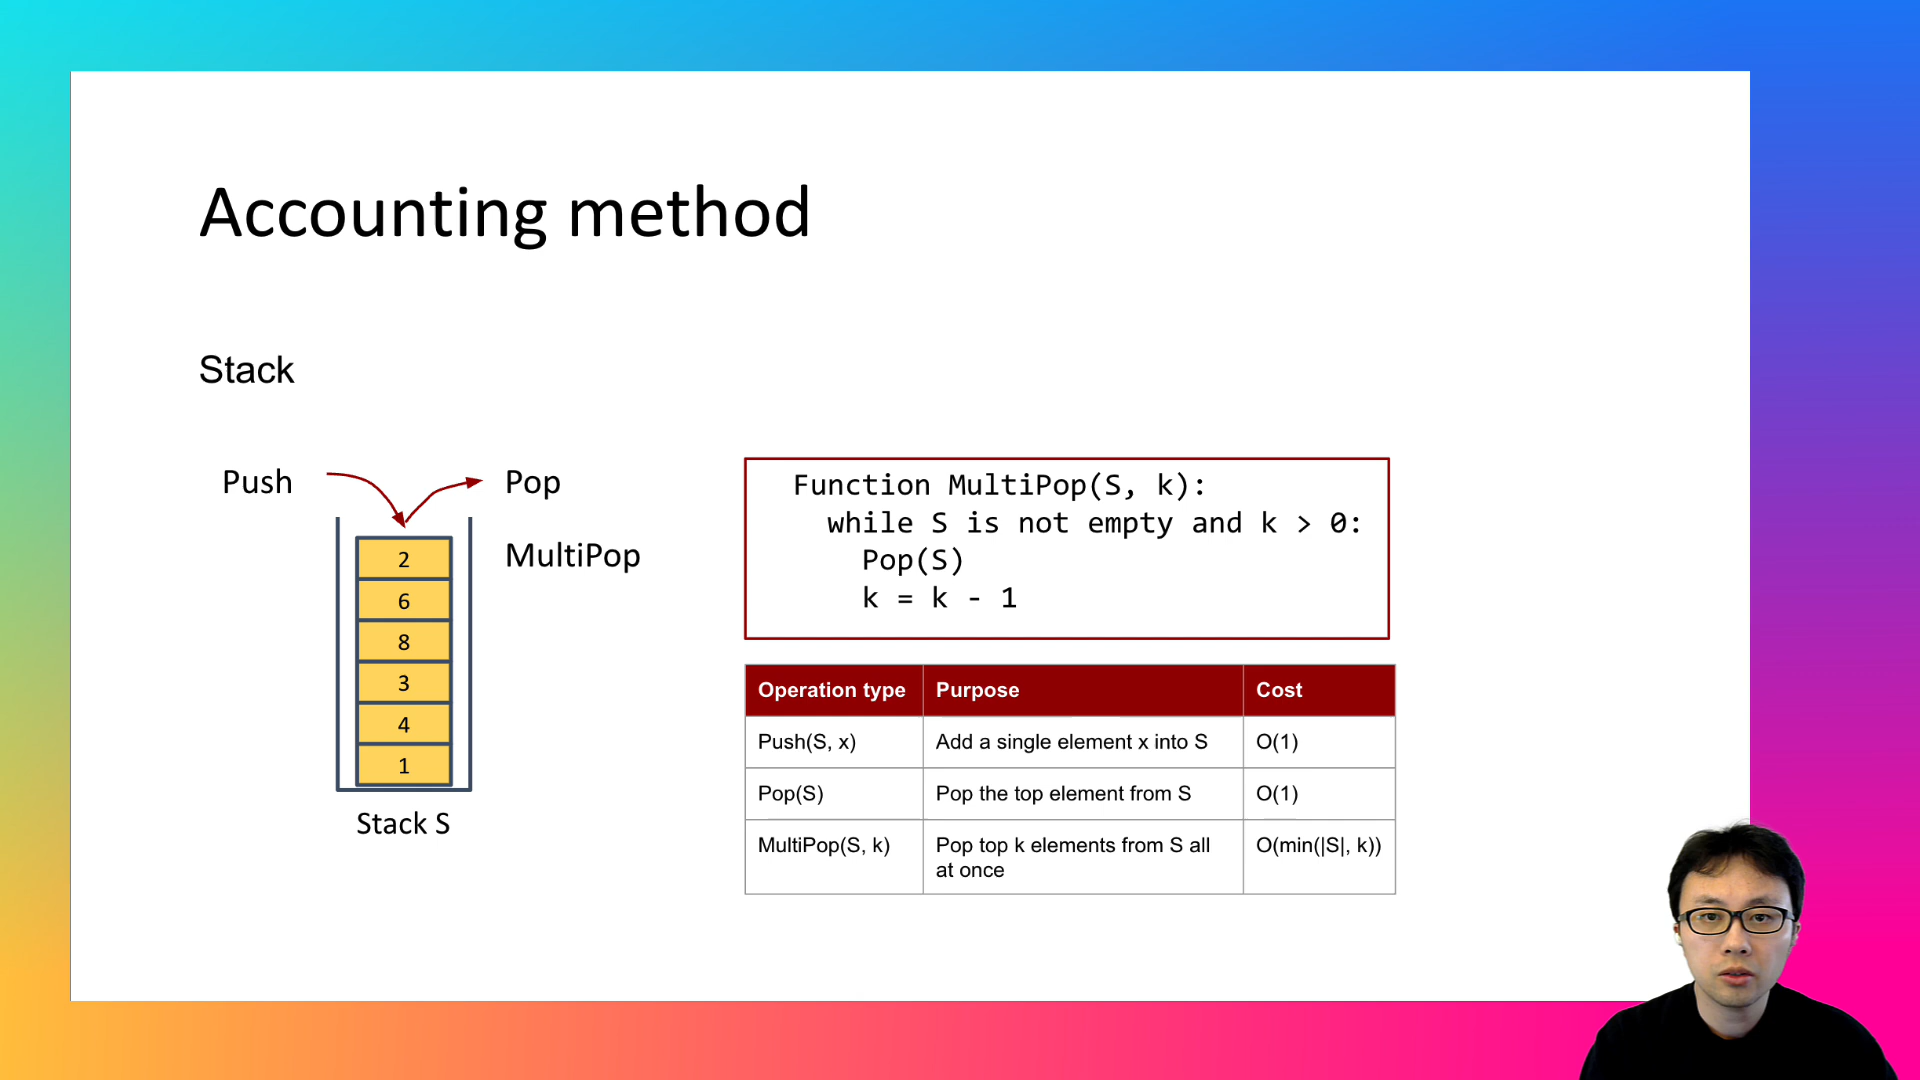 Accounting method
Stack
Push
Pop
MultiPop
2
6
8
3
4
1
Stack S
Function MultiPop(S, k):
while S is not empty and k > 0:
Pop(S)
k = k - 1
Operation type Purpose Cost
Push(S, x) Add a single element x into S O(1)
Pop(S) Pop the top element from S O(1)
MultiPop(S, k) Pop top k elements from S all O(min(|S|, k))
at once